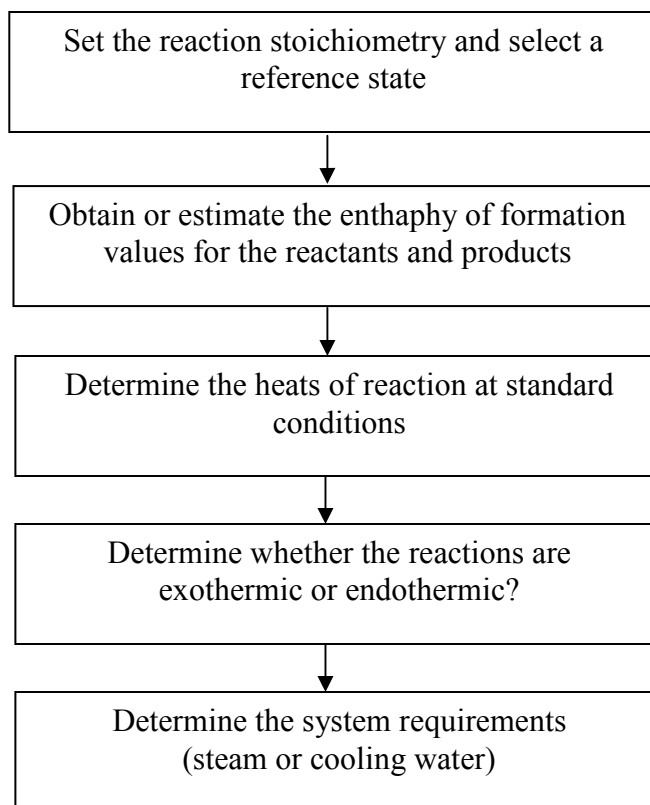 Set the reaction stoichiometry and select a
reference state
Obtain or estimate the enthaphy of formation
values for the reactants and products
Determine the heats of reaction at standard
conditions
Determine whether the reactions are
exothermic or endothermic?
Determine the system requirements
(steam or cooling water)